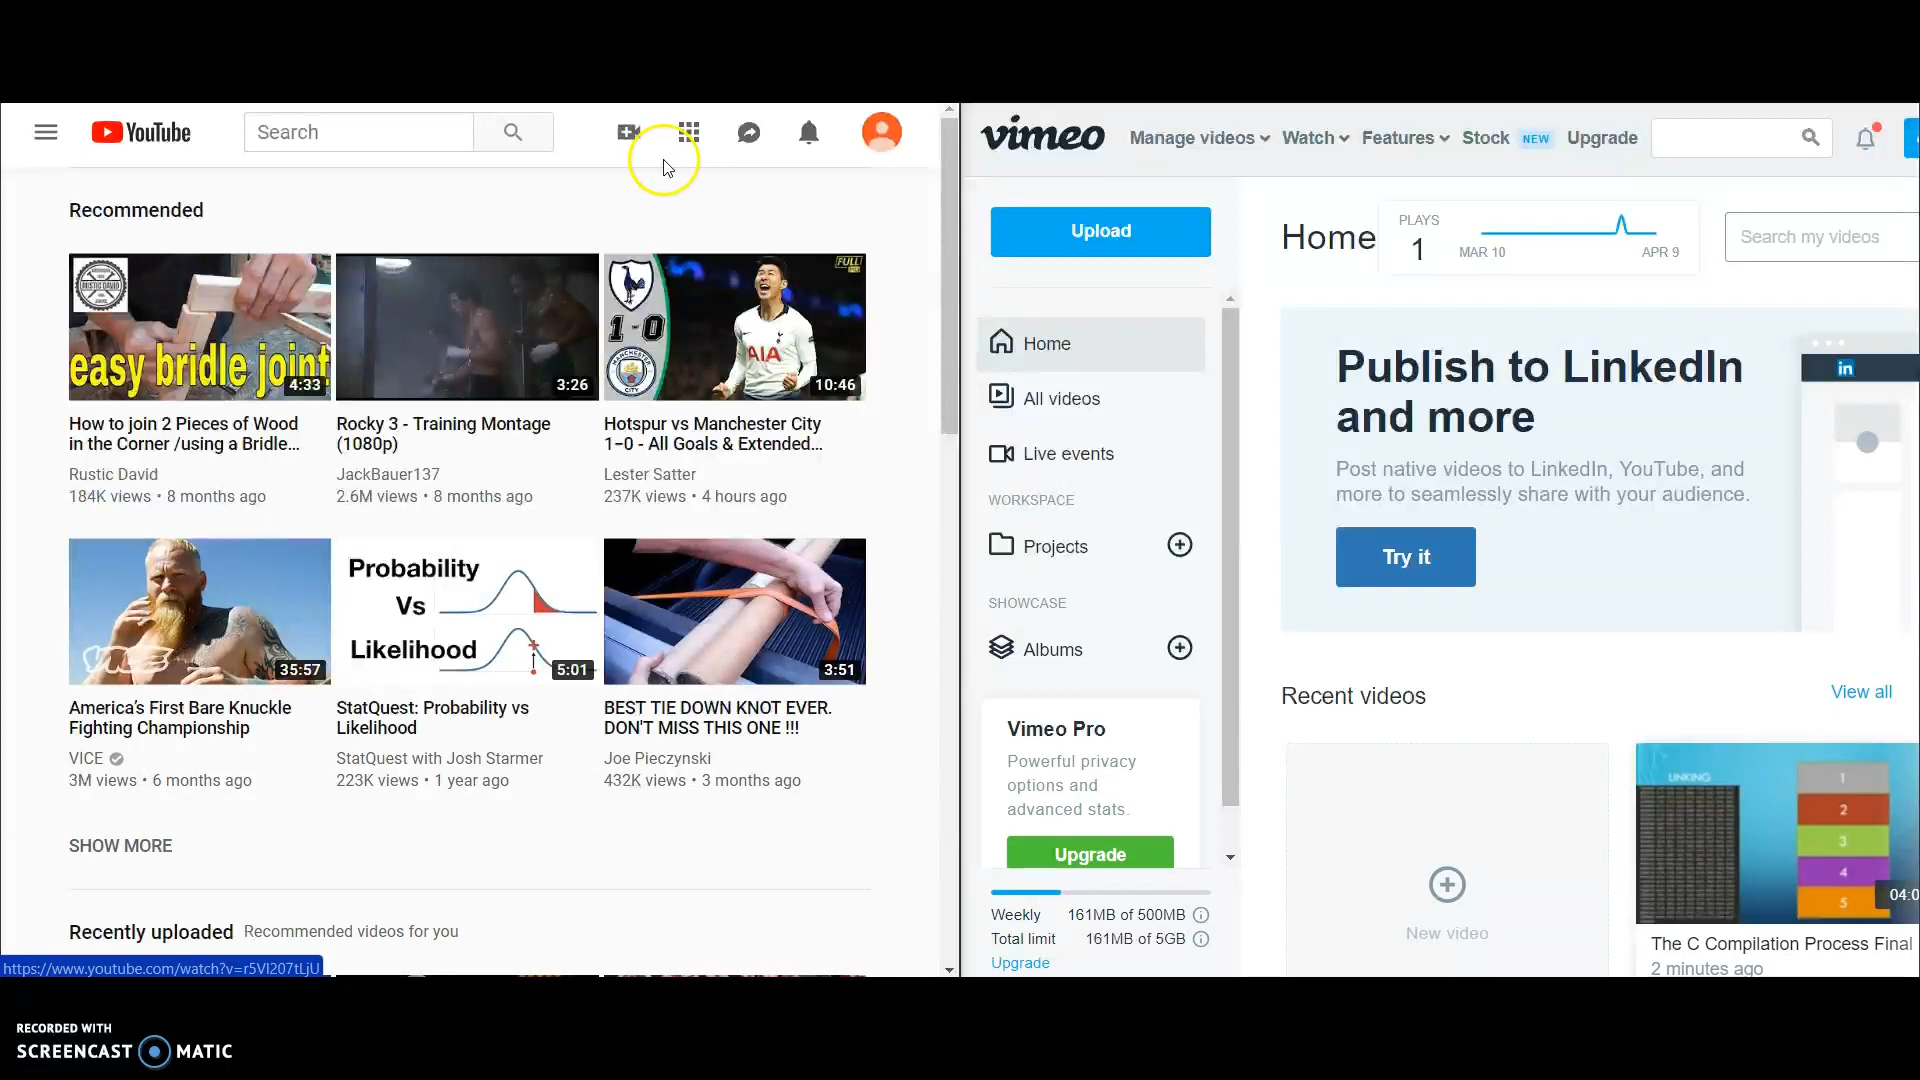 YouTube
Search
Recommended
RUSTIC DAVID
easy bridle joint
4:33
3:26
FULL HD
1-0
MANCHESTER CITY
AIA
10:46
How to join 2 Pieces of Wood
in the Corner /using a Bridle...
Rustic David
184K views • 8 months ago
Rocky 3 - Training Montage
(1080p)
JackBauer137
2.6M views • 8 months ago
Hotspur vs Manchester City
1–0 - All Goals & Extended...
Lester Satter
237K views • 4 hours ago
VICE
35:57
Probability
Vs
Likelihood
5:01
3:51
America’s First Bare Knuckle
Fighting Championship
VICE
3M views • 6 months ago
StatQuest: Probability vs
Likelihood
StatQuest with Josh Starmer
223K views • 1 year ago
BEST TIE DOWN KNOT EVER.
DON'T MISS THIS ONE !!!
Joe Pieczynski
432K views • 3 months ago
SHOW MORE
Recently uploaded Recommended videos for you
https://www.youtube.com/watch?v=r5Vl207tLjU
vimeo Manage videos Watch Features Stock NEW Upgrade
Upload
Home
All videos
Live events
WORKSPACE
Projects
SHOWCASE
Albums
Vimeo Pro
Powerful privacy
options and
advanced stats.
Upgrade
Weekly 161MB of 500MB
Total limit 161MB of 5GB
Upgrade
Home
PLAYS
1
MAR 10 APR 9
Search my videos
Publish to LinkedIn
and more
Post native videos to LinkedIn, YouTube, and
more to seamlessly share with your audience.
Try it
in
Recent videos View all
New video
LINKING
1
2
3
4
5
04:0
The C Compilation Process Final
2 minutes ago
RECORDED WITH
SCREENCAST MATIC